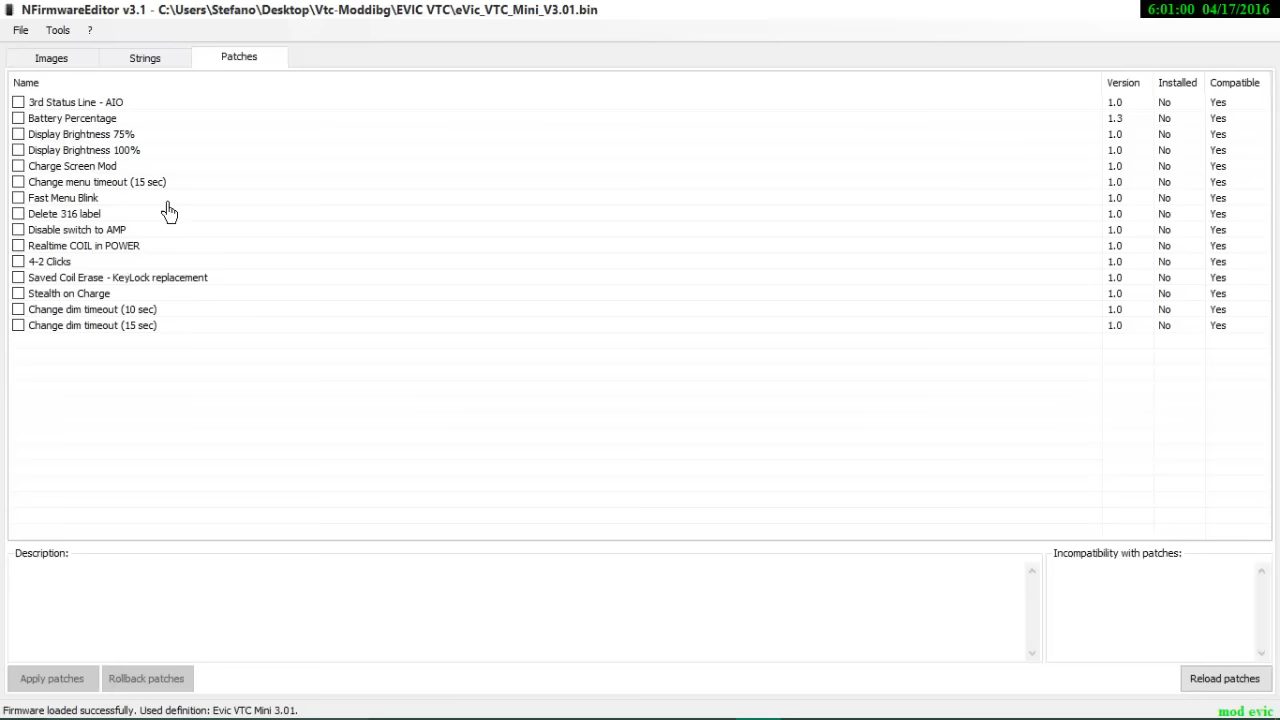 NFirmwareEditor v3.1 - C:\Users\Stefano\Desktop\Vtc-Moddibg\EVIC VTC\eVic_VTC_Mini_V3.01.bin
6:01:00 04/17/2016
File Tools ?
Images Strings Patches
Name Version Installed Compatible
3rd Status Line - AIO 1.0 No Yes
Battery Percentage 1.3 No Yes
Display Brightness 75% 1.0 No Yes
Display Brightness 100% 1.0 No Yes
Charge Screen Mod 1.0 No Yes
Change menu timeout (15 sec) 1.0 No Yes
Fast Menu Blink 1.0 No Yes
Delete 316 label 1.0 No Yes
Disable switch to AMP 1.0 No Yes
Realtime COIL in POWER 1.0 No Yes
4-2 Clicks 1.0 No Yes
Saved Coil Erase - KeyLock replacement 1.0 No Yes
Stealth on Charge 1.0 No Yes
Change dim timeout (10 sec) 1.0 No Yes
Change dim timeout (15 sec) 1.0 No Yes
Description: Incompatibility with patches:
Apply patches Rollback patches Reload patches
Firmware loaded successfully. Used definition: Evic VTC Mini 3.01.
mod evic